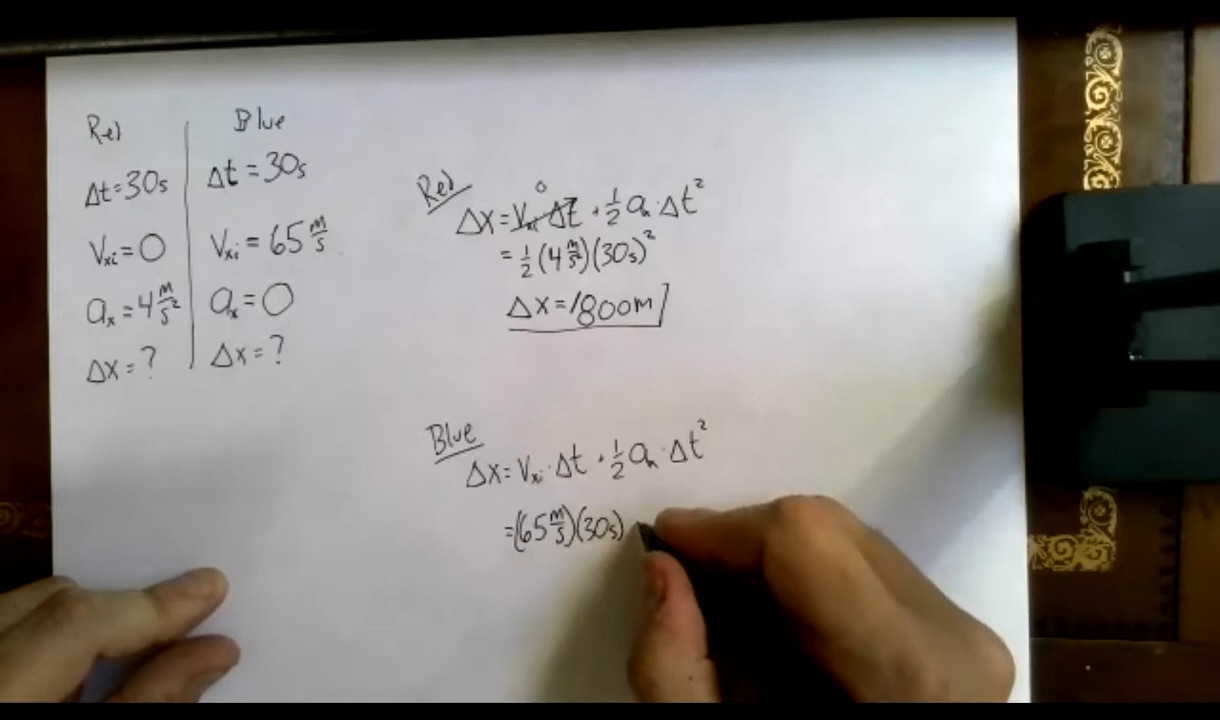 Red
Δt=30s
Vxi=0
ax=4 m/s²
Δx=?
Blue
Δt=30s
Vxi=65 m/s
ax=0
Δx=?
Red
Δx=Vxi·Δt + 1/2 ax·Δt² 0
= 1/2 (4 m/s²)(30s)²
Δx=1800m
Blue
Δx=Vxi·Δt + 1/2 ax·Δt²
=(65 m/s)(30s)